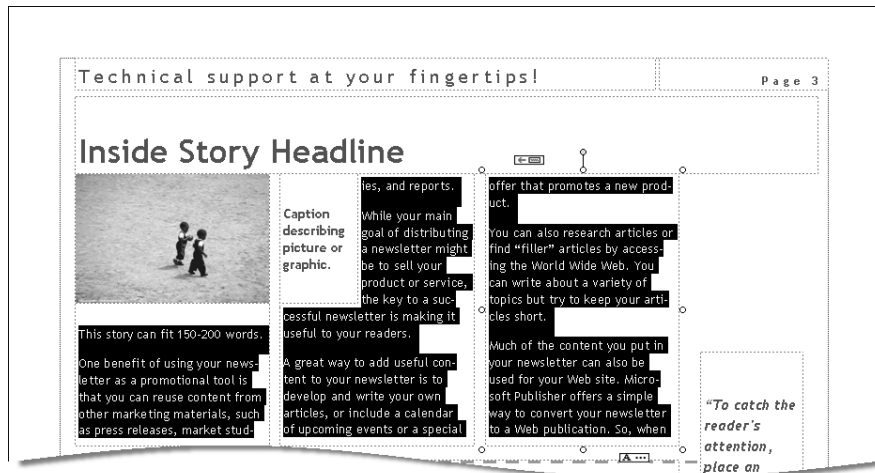 Technical support at your fingertips!
Page 3
Inside Story Headline
This story can fit 150-200 words.
One benefit of using your news-
letter as a promotional tool is
that you can reuse content from
other marketing materials, such
as press releases, market stud-
Caption
describing
picture or
graphic.
ies, and reports.
While your main
goal of distributing
a newsletter might
be to sell your
product or service,
the key to a suc-
cessful newsletter is making it
useful to your readers.
A great way to add useful con-
tent to your newsletter is to
develop and write your own
articles, or include a calendar
of upcoming events or a special
offer that promotes a new prod-
uct.
You can also research articles or
find “filler” articles by access-
ing the World Wide Web. You
can write about a variety of
topics but try to keep your arti-
cles short.
Much of the content you put in
your newsletter can also be
used for your Web site. Micro-
soft Publisher offers a simple
way to convert your newsletter
to a Web publication. So, when
A ...
“To catch the
reader's
attention,
place an